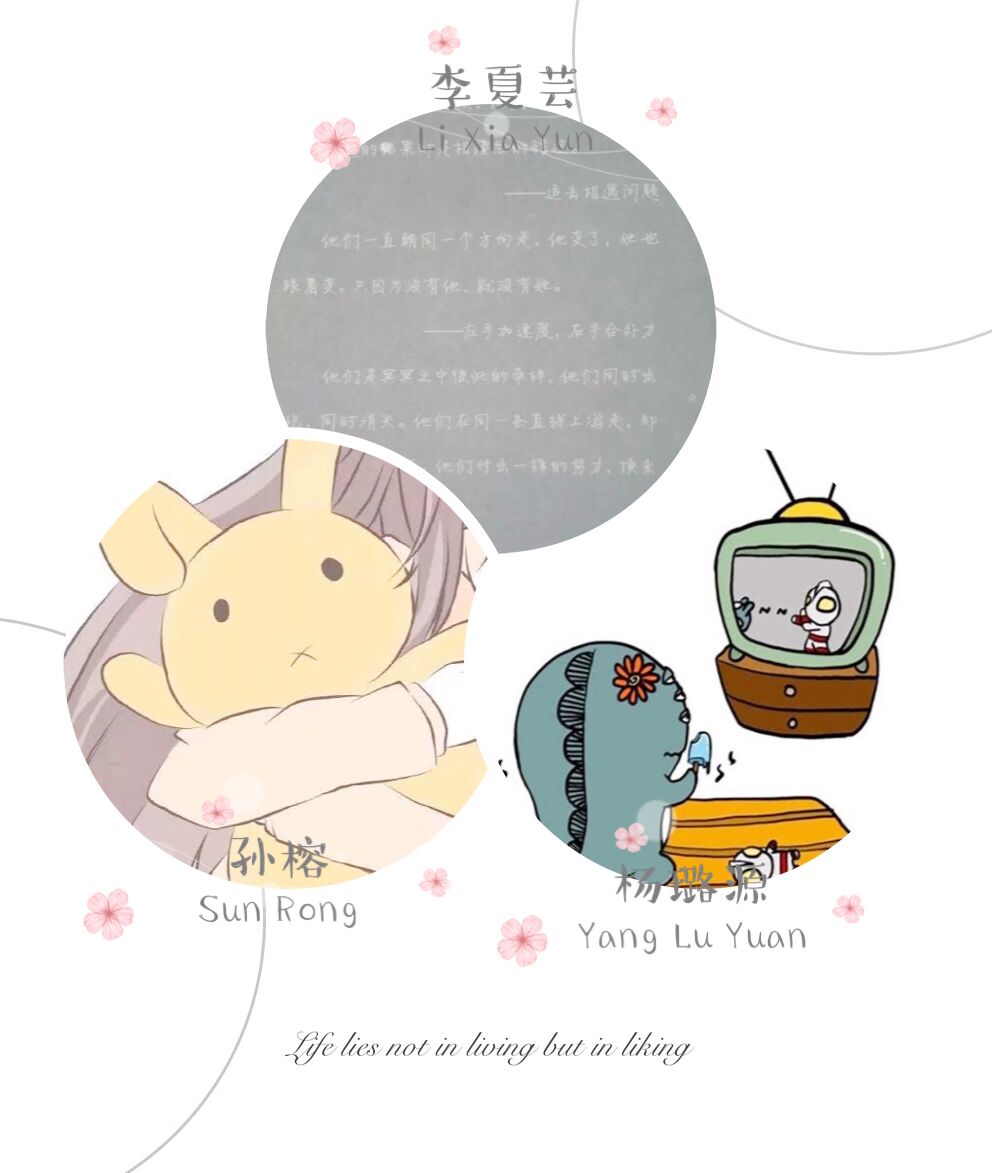 李夏芸
Li Xia Yun
——追击相遇问题
他们一直朝同一个方向走，他变了，她也
跟着变。只因为没有他，就没有她。
——左手加速度，右手合外力
他们是冥冥之中彼此的牵绊，他们同时出
现，同时消失。他们在同一条直线上游走，却
他们付出一样的努力，换来
孙榕
Sun Rong
杨璐源
Yang Lu Yuan
Life lies not in living but in liking